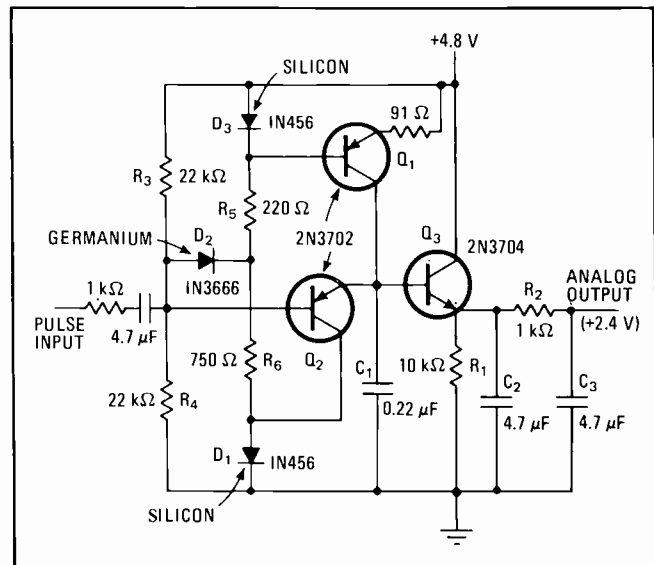 +4.8 V
SILICON
D3
IN456
91 Ω
Q1
R3
22 kΩ
R5
220 Ω
GERMANIUM
D2
2N3702
Q3
2N3704
IN3666
R2
ANALOG
OUTPUT
1 kΩ
(+2.4 V)
1 kΩ
PULSE
INPUT
4.7 μF
750 Ω
R6
Q2
10 kΩ
R1
22 kΩ
R4
C1
0.22 μF
C2
4.7 μF
C3
4.7 μF
D1
IN456
SILICON